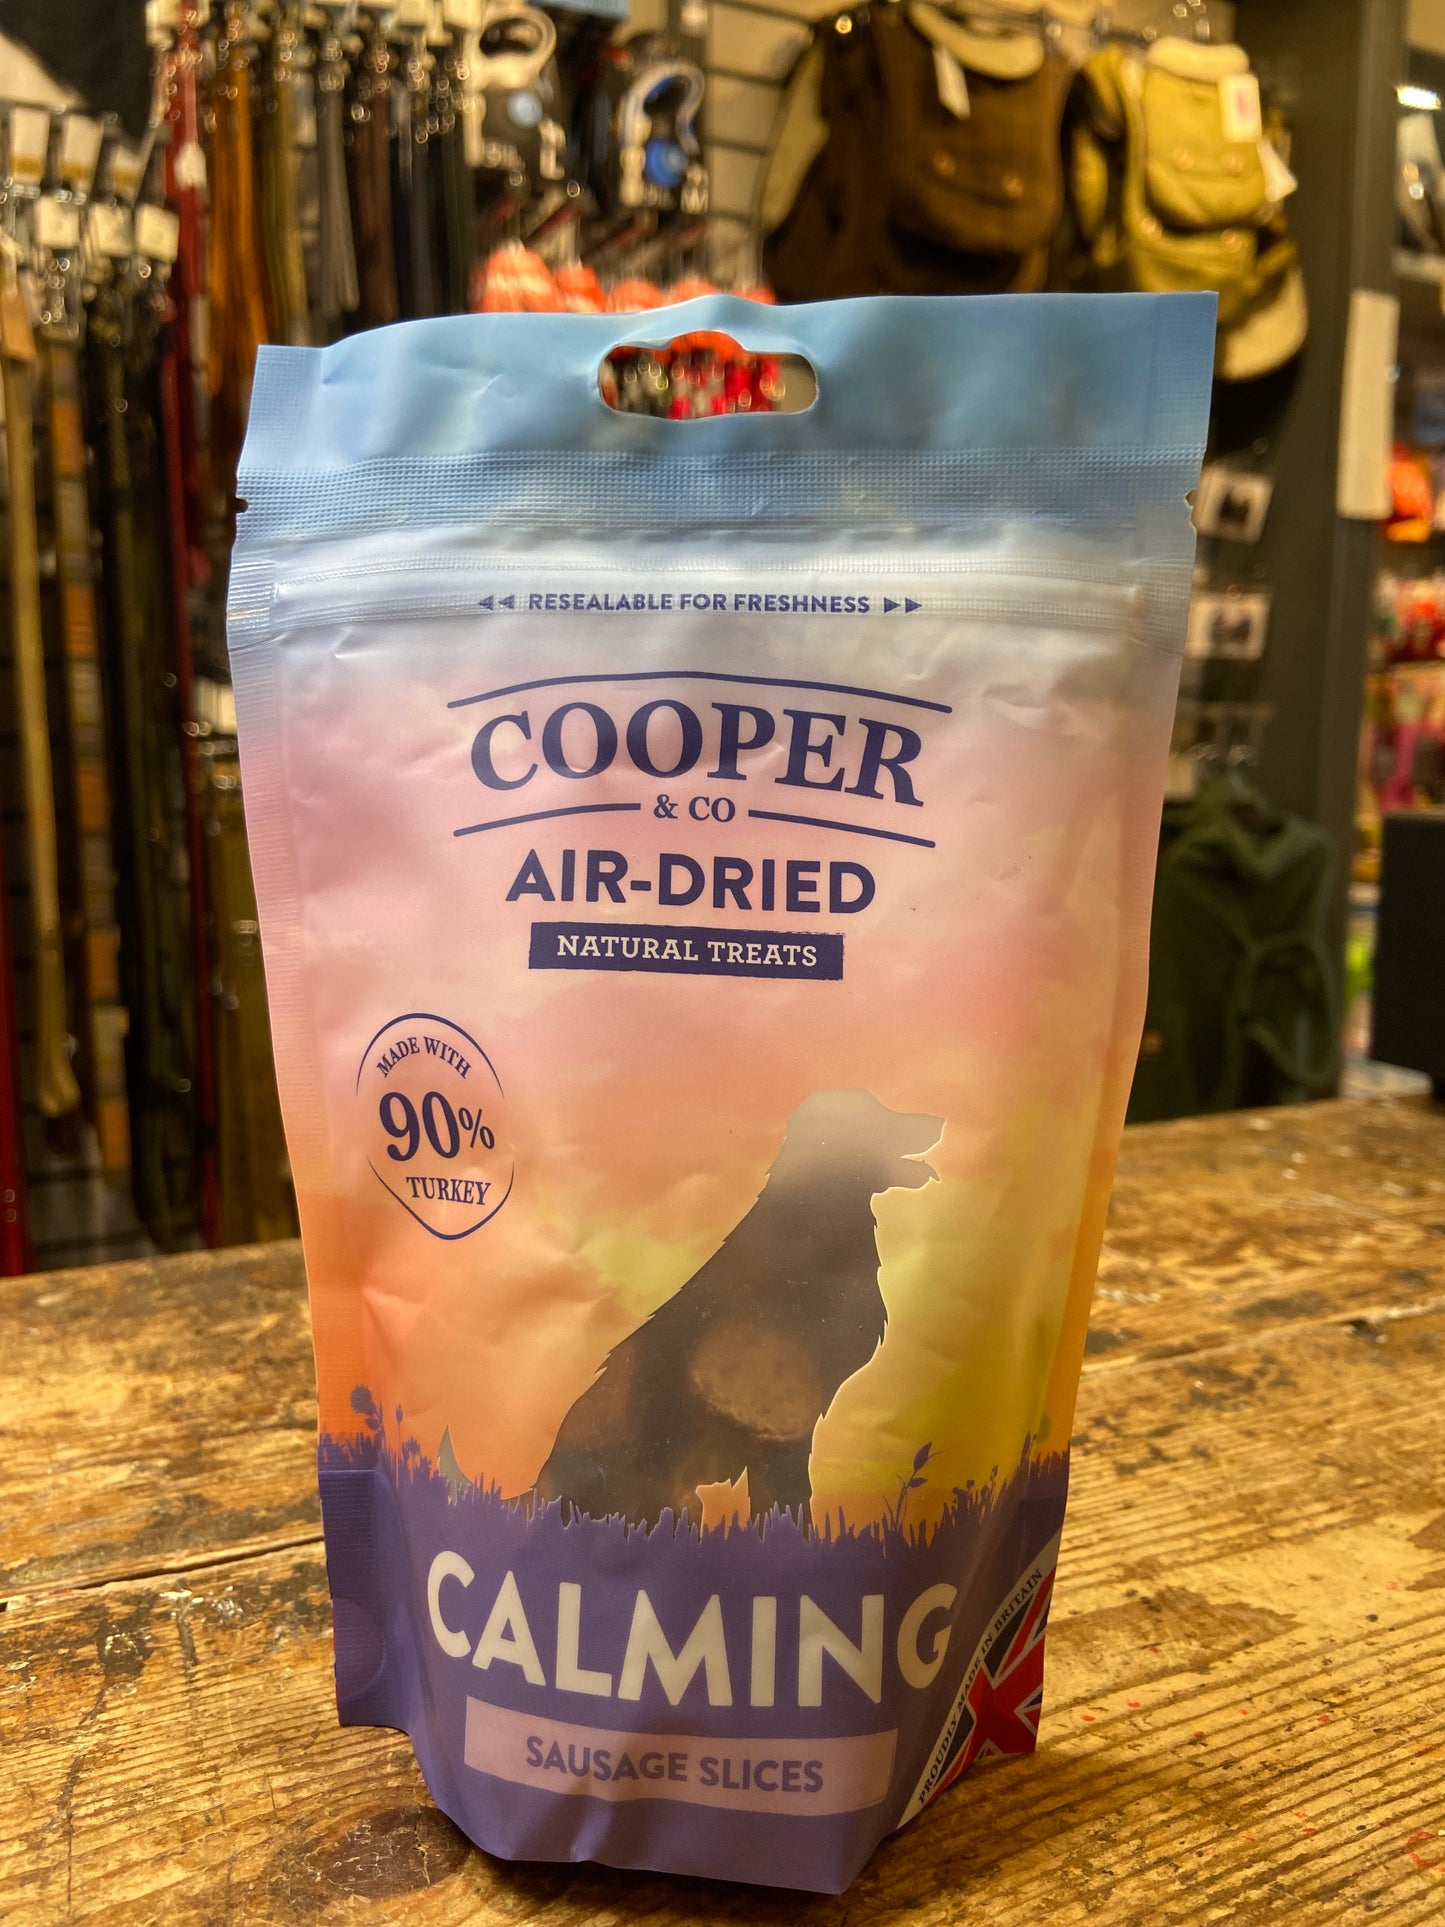 ◀◀ RESEALABLE FOR FRESHNESS ▶▶
COOPER
& CO
AIR-DRIED
NATURAL TREATS
MADE WITH
90%
TURKEY
CALMING
SAUSAGE SLICES
PROUDLY MADE IN BRITAIN